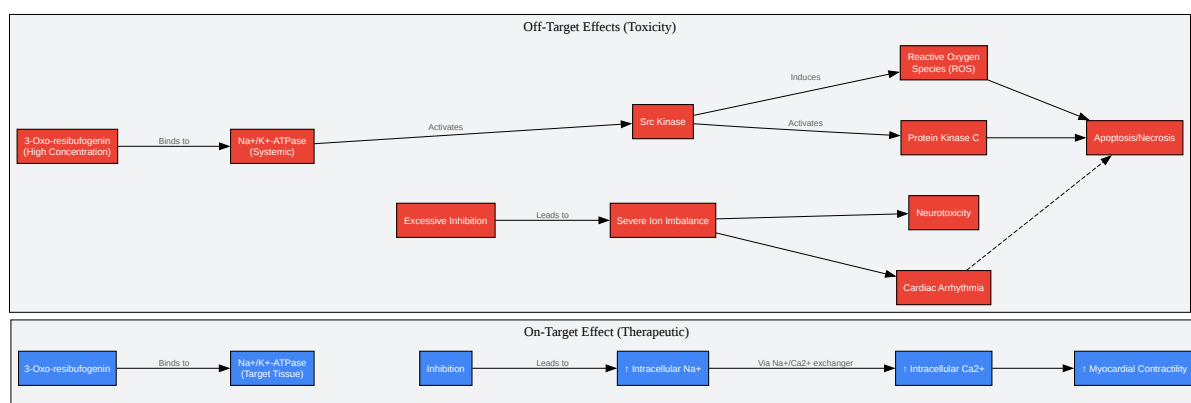 Off-Target Effects (Toxicity)
Reactive Oxygen
Species (ROS)
Induces
Src Kinase
Activates
Activates
3-Oxo-resibufogenin
(High Concentration)
Binds to
Na+/K+-ATPase
(Systemic)
Protein Kinase C
Apoptosis/Necrosis
Excessive Inhibition
Leads to
Severe Ion Imbalance
Neurotoxicity
Cardiac Arrhythmia
On-Target Effect (Therapeutic)
3-Oxo-resibufogenin
Binds to
Na+/K+-ATPase
(Target Tissue)
Inhibition
Leads to
↑ Intracellular Na+
Via Na+/Ca2+ exchanger
↑ Intracellular Ca2+
↑ Myocardial Contractility